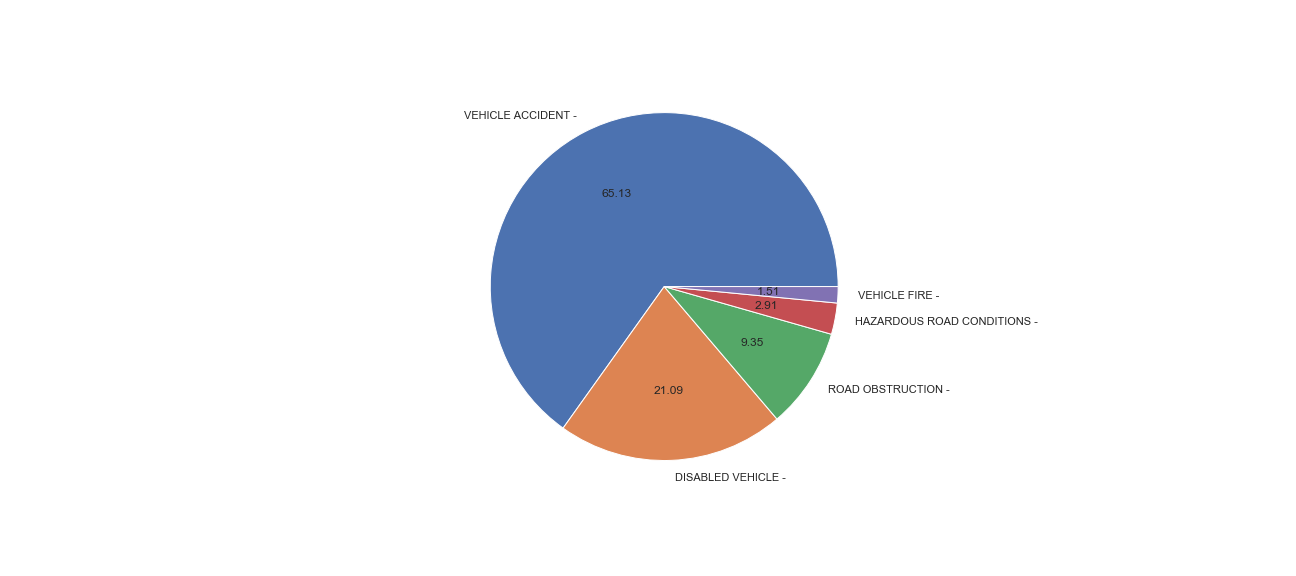 VEHICLE ACCIDENT -
65.13
1.51
VEHICLE FIRE -
2.91
HAZARDOUS ROAD CONDITIONS -
9.35
ROAD OBSTRUCTION -
21.09
DISABLED VEHICLE -